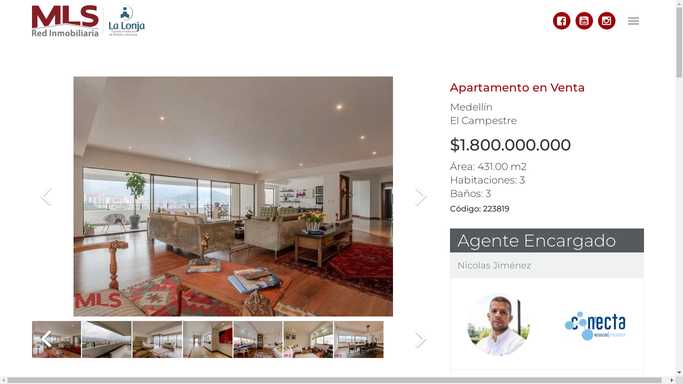 MLS
Red Inmobiliaria
La Lonja
Apartamento en Venta
Medellín
El Campestre
$1.800.000.000
Área: 431.00 m2
Habitaciones: 3
Baños: 3
Código: 223819
Agente Encargado
Nicolas Jiménez
MLS
conecta